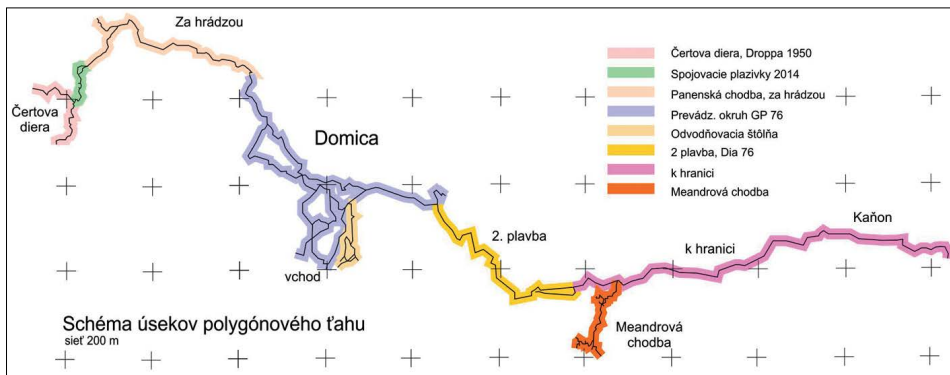 Za hrádzou
Čertova
diera
Domica
Čertova diera, Droppa 1950
Spojovacie plazivky 2014
Panenská chodba, za hrádzou
Prevádz. okruh GP 76
Odvodňovacia štôlňa
2 plavba, Dia 76
k hranici
Meandrová chodba
2. plavba
Kaňon
k hranici
vchod
Meandrová
chodba
Schéma úsekov polygónového ťahu
sieť 200 m